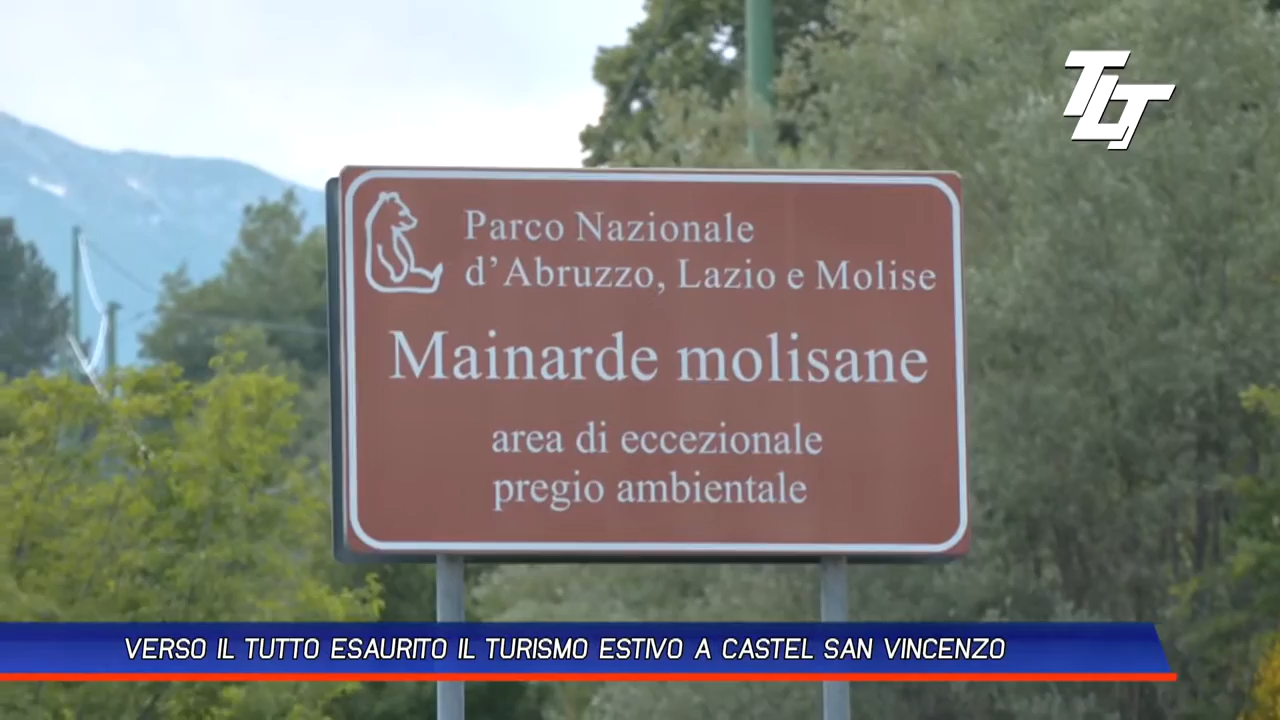 TLT
Parco Nazionale
d'Abruzzo, Lazio e Molise
Mainarde molisane
area di eccezionale
pregio ambientale
VERSO IL TUTTO ESAURITO IL TURISMO ESTIVO A CASTEL SAN VINCENZO